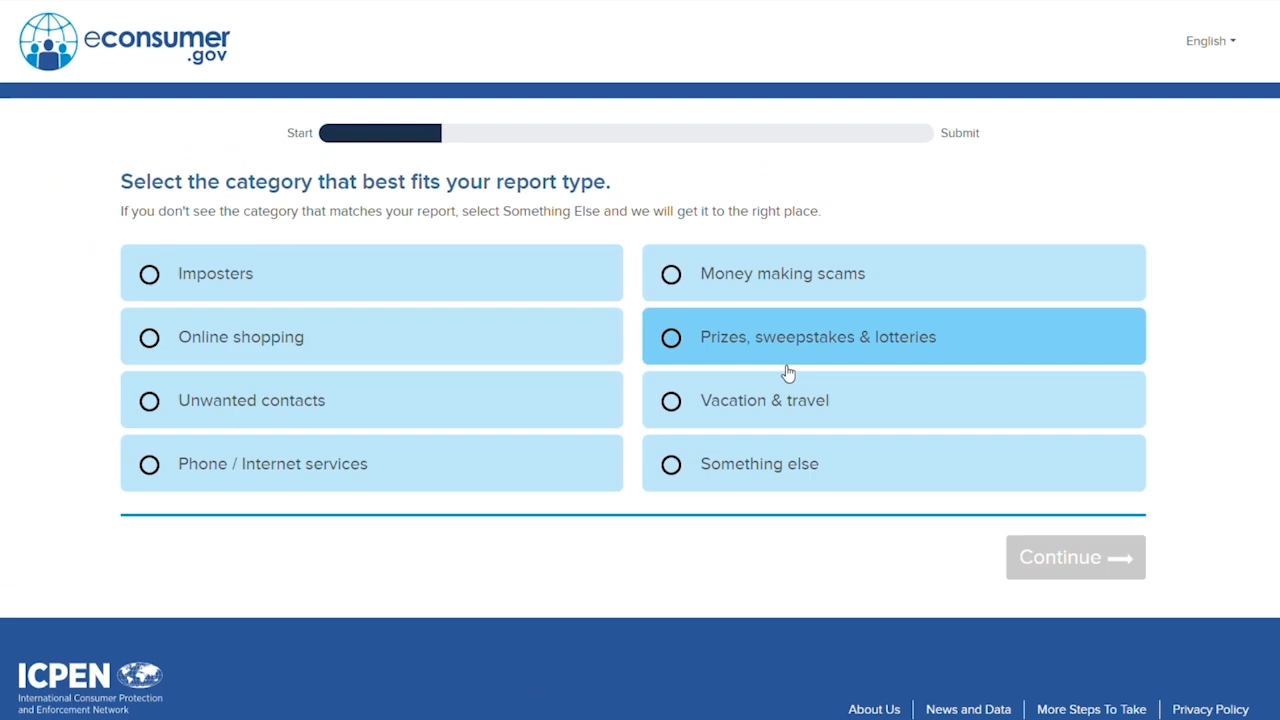 econsumer
.gov
English
Start
Submit
Select the category that best fits your report type.
If you don't see the category that matches your report, select Something Else and we will get it to the right place.
Imposters
Money making scams
Online shopping
Prizes, sweepstakes & lotteries
Unwanted contacts
Vacation & travel
Phone / Internet services
Something else
Continue
ICPEN
International Consumer Protection
and Enforcement Network
About Us
News and Data
More Steps To Take
Privacy Policy